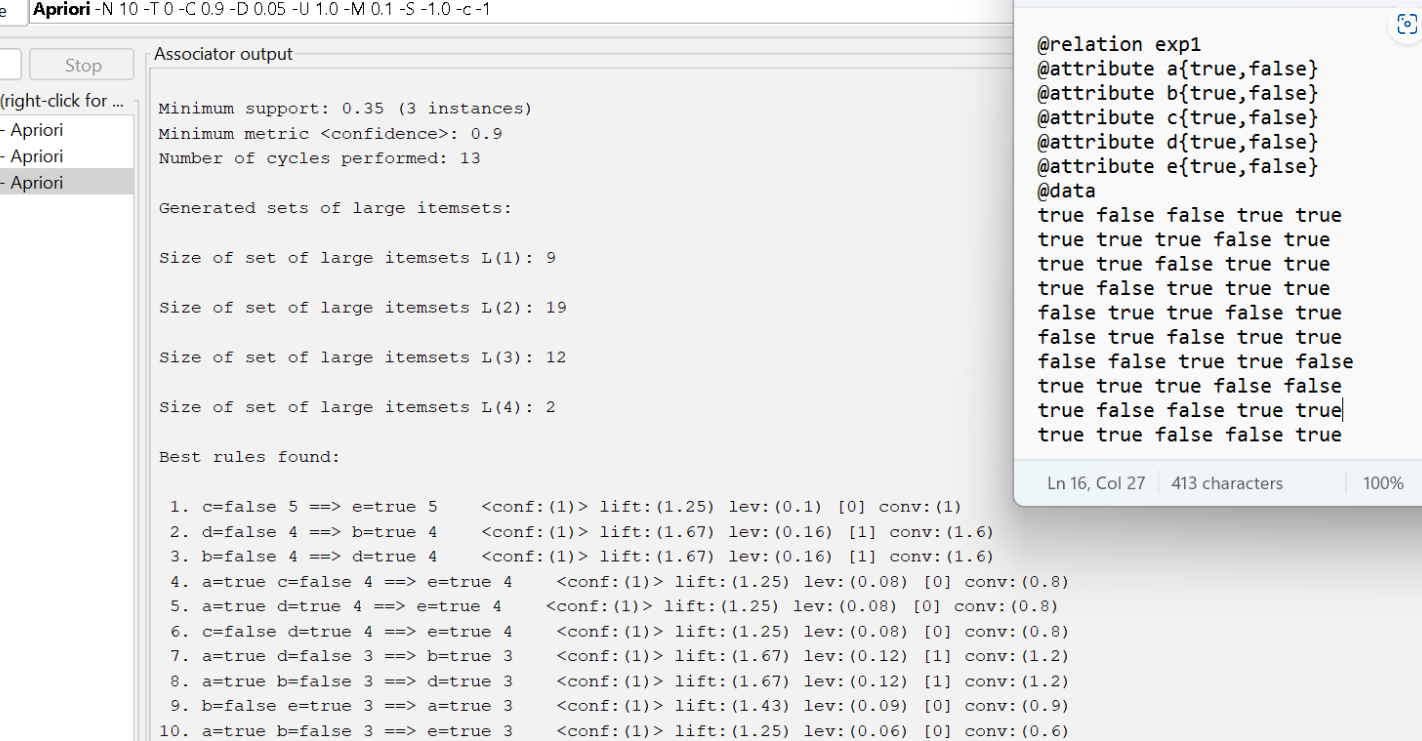 e
Apriori -N 10 -T 0 -C 0.9 -D 0.05 -U 1.0 -M 0.1 -S -1.0 -c -1
Stop
(right-click for ...
- Apriori
- Apriori
- Apriori
Associator output
Minimum support: 0.35 (3 instances)
Minimum metric <confidence>: 0.9
Number of cycles performed: 13
Generated sets of large itemsets:
Size of set of large itemsets L(1): 9
Size of set of large itemsets L(2): 19
Size of set of large itemsets L(3): 12
Size of set of large itemsets L(4): 2
Best rules found:
1. c=false 5 ==> e=true 5    <conf:(1)> lift:(1.25) lev:(0.1) [0] conv:(1)
2. d=false 4 ==> b=true 4    <conf:(1)> lift:(1.67) lev:(0.16) [1] conv:(1.6)
3. b=false 4 ==> d=true 4    <conf:(1)> lift:(1.67) lev:(0.16) [1] conv:(1.6)
4. a=true c=false 4 ==> e=true 4    <conf:(1)> lift:(1.25) lev:(0.08) [0] conv:(0.8)
5. a=true d=true 4 ==> e=true 4    <conf:(1)> lift:(1.25) lev:(0.08) [0] conv:(0.8)
6. c=false d=true 4 ==> e=true 4    <conf:(1)> lift:(1.25) lev:(0.08) [0] conv:(0.8)
7. a=true d=false 3 ==> b=true 3    <conf:(1)> lift:(1.67) lev:(0.12) [1] conv:(1.2)
8. a=true b=false 3 ==> d=true 3    <conf:(1)> lift:(1.67) lev:(0.12) [1] conv:(1.2)
9. b=false e=true 3 ==> a=true 3    <conf:(1)> lift:(1.43) lev:(0.09) [0] conv:(0.9)
10. a=true b=false 3 ==> e=true 3    <conf:(1)> lift:(1.25) lev:(0.06) [0] conv:(0.6)
@relation exp1
@attribute a{true,false}
@attribute b{true,false}
@attribute c{true,false}
@attribute d{true,false}
@attribute e{true,false}
@data
true false false true true
true true true false true
true true false true true
true false true true true
false true true false true
false true false true true
false false true true false
true true true false false
true false false true true
true true false false true
Ln 16, Col 27
413 characters
100%